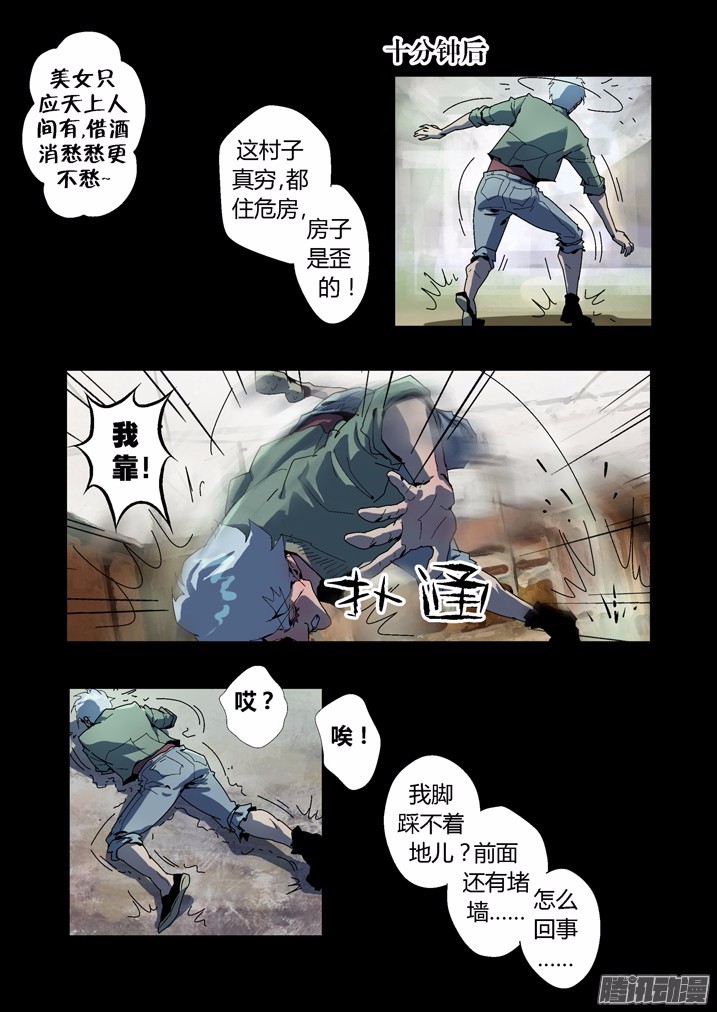 十分钟后
美女只
应天上人
间有,借酒
消愁愁更
不愁~
这村子
真穷,都
住危房,
房子
是歪
的!
我
靠!
扑通
哎?
唉!
我脚
踩不着
地儿?前面
还有堵
墙……
怎么
回事
……
腾讯动漫